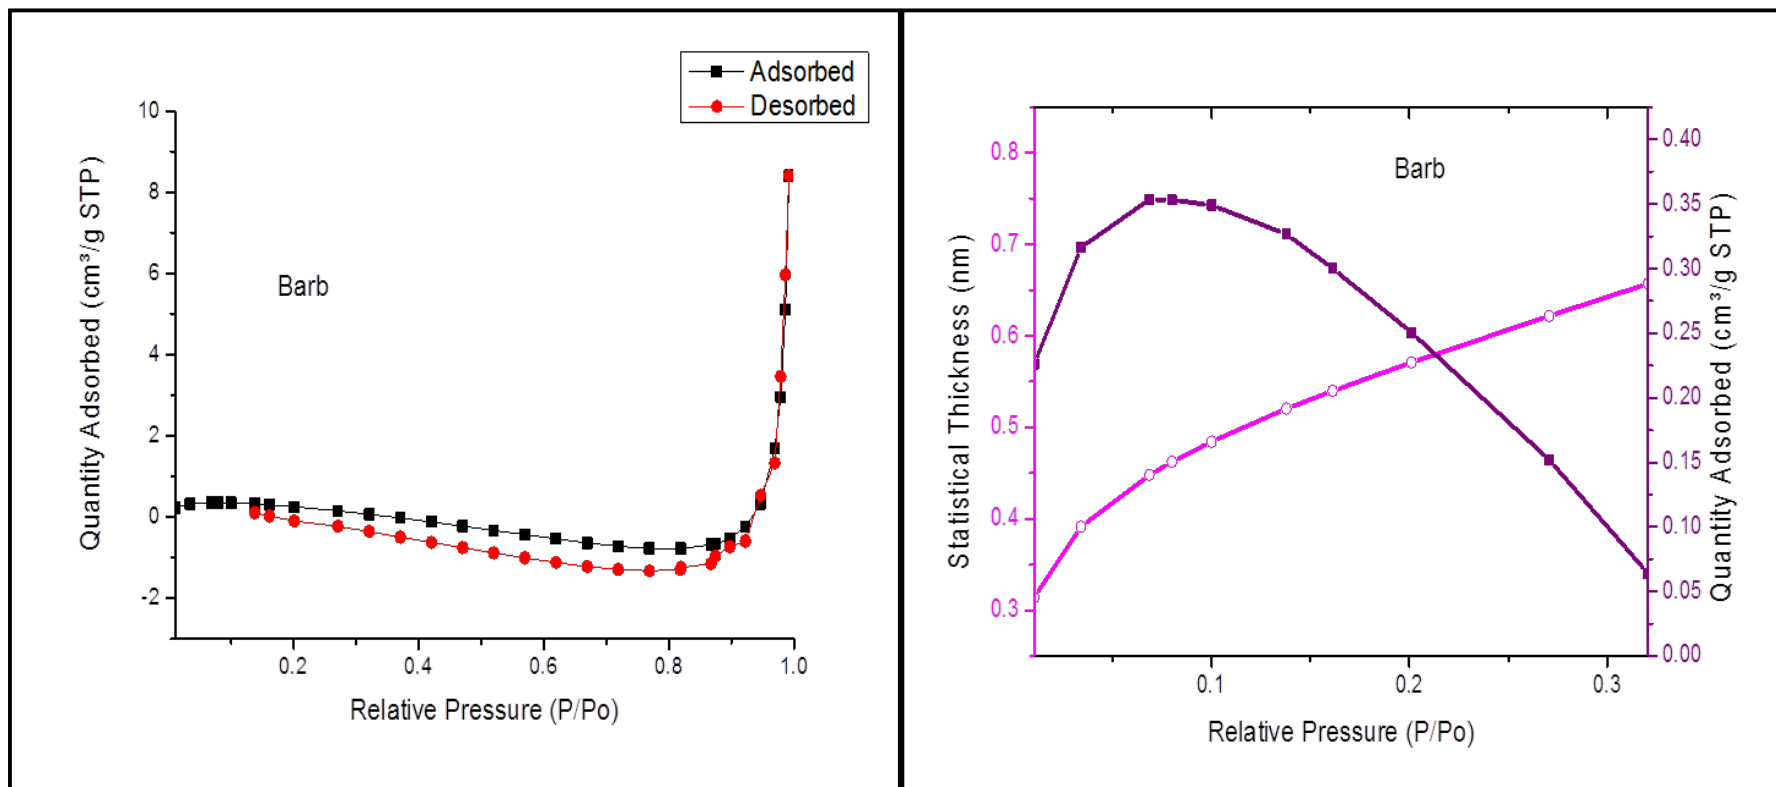 Adsorbed
Desorbed
10
8
6
4
2
0
-2
Quantity Adsorbed (cm³/g STP)
Barb
0.2 0.4 0.6 0.8 1.0
Relative Pressure (P/Po)
0.8
0.7
0.6
0.5
0.4
0.3
Statistical Thickness (nm)
Barb
0.40
0.35
0.30
0.25
0.20
0.15
0.10
0.05
0.00
Quantity Adsorbed (cm³/g STP)
0.1 0.2 0.3
Relative Pressure (P/Po)